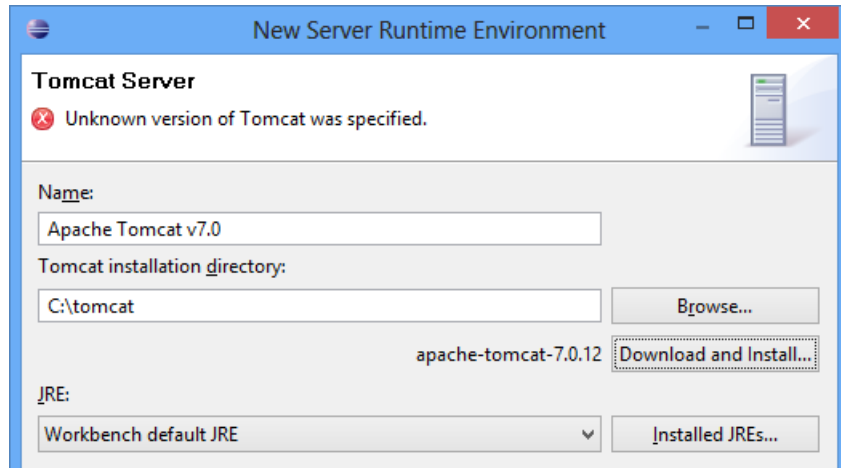 New Server Runtime Environment
Tomcat Server
Unknown version of Tomcat was specified.
Name:
Apache Tomcat v7.0
Tomcat installation directory:
C:\tomcat
Browse...
apache-tomcat-7.0.12 Download and Install...
JRE:
Workbench default JRE
Installed JREs...